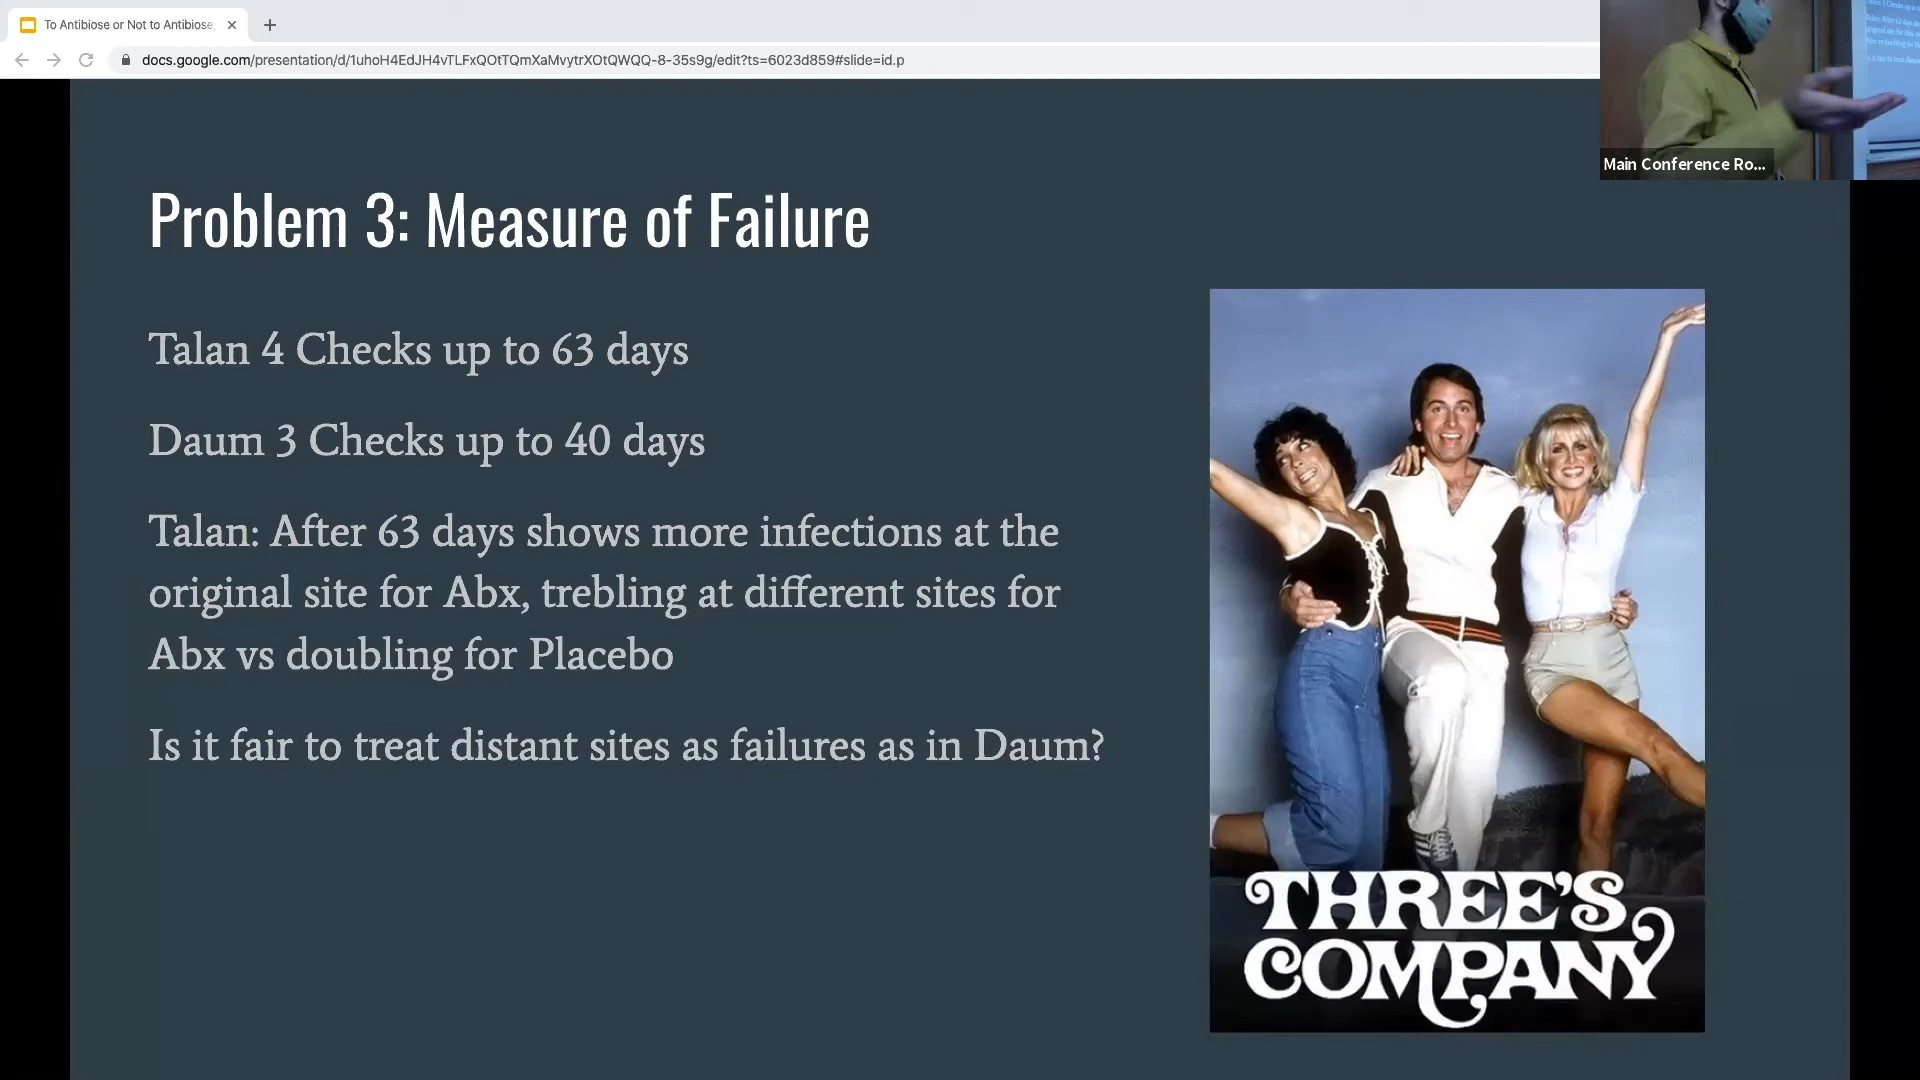 To Antibiose or Not to Antibiose,
docs.google.com/presentation/d/1uhoH4EdJH4vTLFxQOtTQmXaMvytrXOtQWQQ-8-35s9g/edit?ts=6023d859#slide=id.p
Main Conference Ro...
Problem 3: Measure of Failure
Talan 4 Checks up to 63 days
Daum 3 Checks up to 40 days
Talan: After 63 days shows more infections at the
original site for Abx, trebling at different sites for
Abx vs doubling for Placebo
Is it fair to treat distant sites as failures as in Daum?
THREE'S
COMPANY